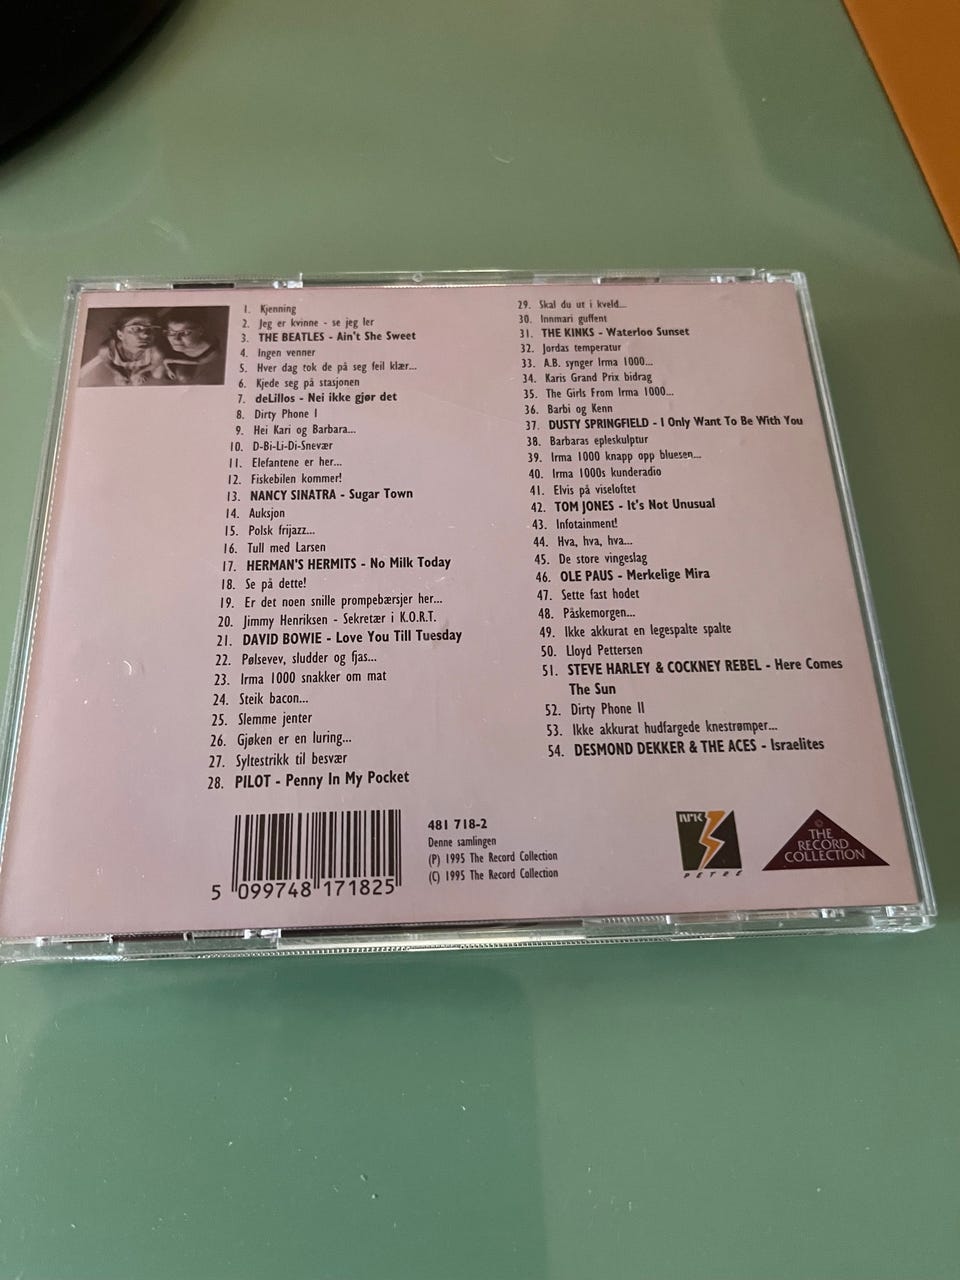 1. Kjenning
2. Jeg er kvinne - se jeg ler
3. THE BEATLES - Ain't She Sweet
4. Ingen venner
5. Hver dag tok de på seg feil klær...
6. Kjede seg på stasjonen
7. deLillos - Nei ikke gjør det
8. Dirty Phone I
9. Hei Kari og Barbara...
10. D-Bi-Li-Di-Snevær
11. Elefantene er her...
12. Fiskebilen kommer!
13. NANCY SINATRA - Sugar Town
14. Auksjon
15. Polsk frijazz...
16. Tull med Larsen
17. HERMAN'S HERMITS - No Milk Today
18. Se på dette!
19. Er det noen snille prompebærsjer her...
20. Jimmy Henriksen - Sekretær i K.O.R.T.
21. DAVID BOWIE - Love You Till Tuesday
22. Pølsevev, sludder og fjas...
23. Irma 1000 snakker om mat
24. Steik bacon...
25. Slemme jenter
26. Gjøken er en luring...
27. Syltestrikk til besvær
28. PILOT - Penny In My Pocket
29. Skal du ut i kveld...
30. Innmari guffent
31. THE KINKS - Waterloo Sunset
32. Jordas temperatur
33. A.B. synger Irma 1000...
34. Karis Grand Prix bidrag
35. The Girls From Irma 1000...
36. Barbi og Kenn
37. DUSTY SPRINGFIELD - I Only Want To Be With You
38. Barbaras epleskulptur
39. Irma 1000 knapp opp bluesen...
40. Irma 1000s kunderadio
41. Elvis på viseloftet
42. TOM JONES - It's Not Unusual
43. Infotainment!
44. Hva, hva, hva...
45. De store vingeslag
46. OLE PAUS - Merkelige Mira
47. Sette fast hodet
48. Påskemorgen...
49. Ikke akkurat en legespalte spalte
50. Lloyd Pettersen
51. STEVE HARLEY & COCKNEY REBEL - Here Comes
The Sun
52. Dirty Phone II
53. Ikke akkurat hudfargede knestrømper...
54. DESMOND DEKKER & THE ACES - Israelites
5 099748 171825
481 718-2
Denne samlingen
(P) 1995 The Record Collection
(C) 1995 The Record Collection
NRK
PETRE
©
THE
RECORD
COLLECTION